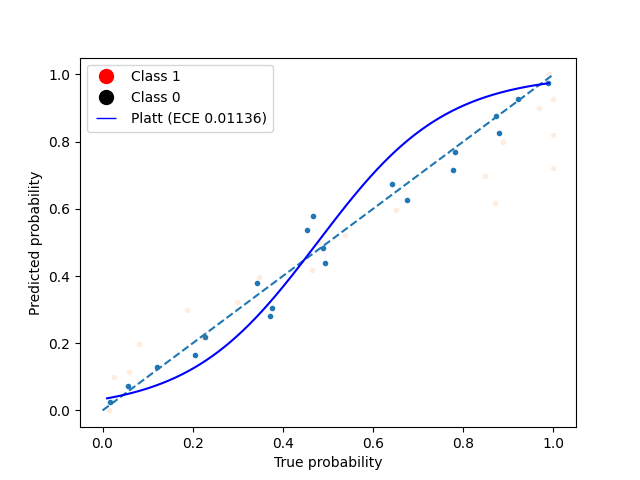 Class 1
Class 0
Platt (ECE 0.01136)
1.0
0.8
0.6
0.4
0.2
0.0
Predicted probability
0.0 0.2 0.4 0.6 0.8 1.0
True probability